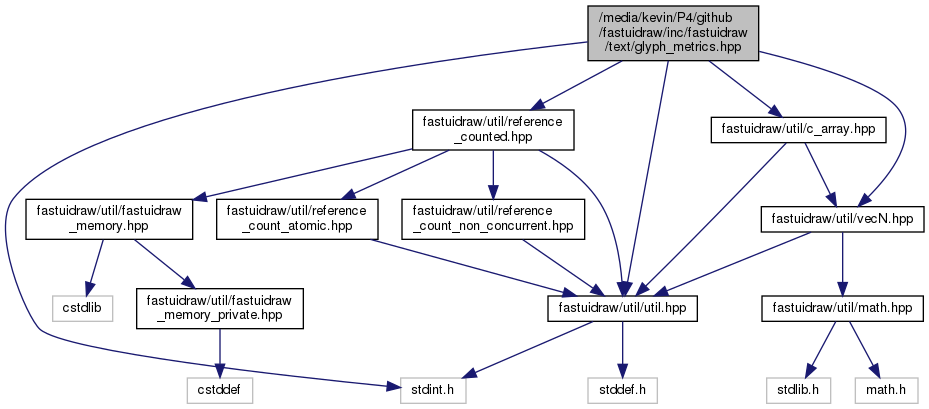 /media/kevin/P4/github
/fastuidraw/inc/fastuidraw
/text/glyph_metrics.hpp
fastuidraw/util/reference
_counted.hpp
fastuidraw/util/c_array.hpp
fastuidraw/util/fastuidraw
_memory.hpp
fastuidraw/util/reference
_count_atomic.hpp
fastuidraw/util/reference
_count_non_concurrent.hpp
fastuidraw/util/vecN.hpp
cstdlib
fastuidraw/util/fastuidraw
_memory_private.hpp
fastuidraw/util/util.hpp
fastuidraw/util/math.hpp
cstddef
stdint.h
stddef.h
stdlib.h
math.h